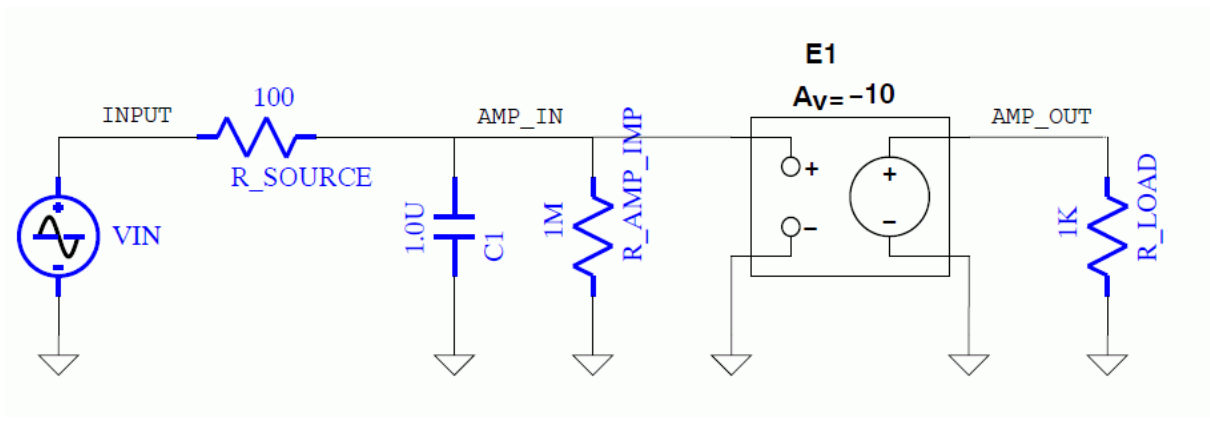 E1
AV= −10
INPUT
100
R_SOURCE
AMP_IN
AMP_OUT
VIN
1.0U
C1
1M
R_AMP_IMP
+
−
+
−
1K
R_LOAD